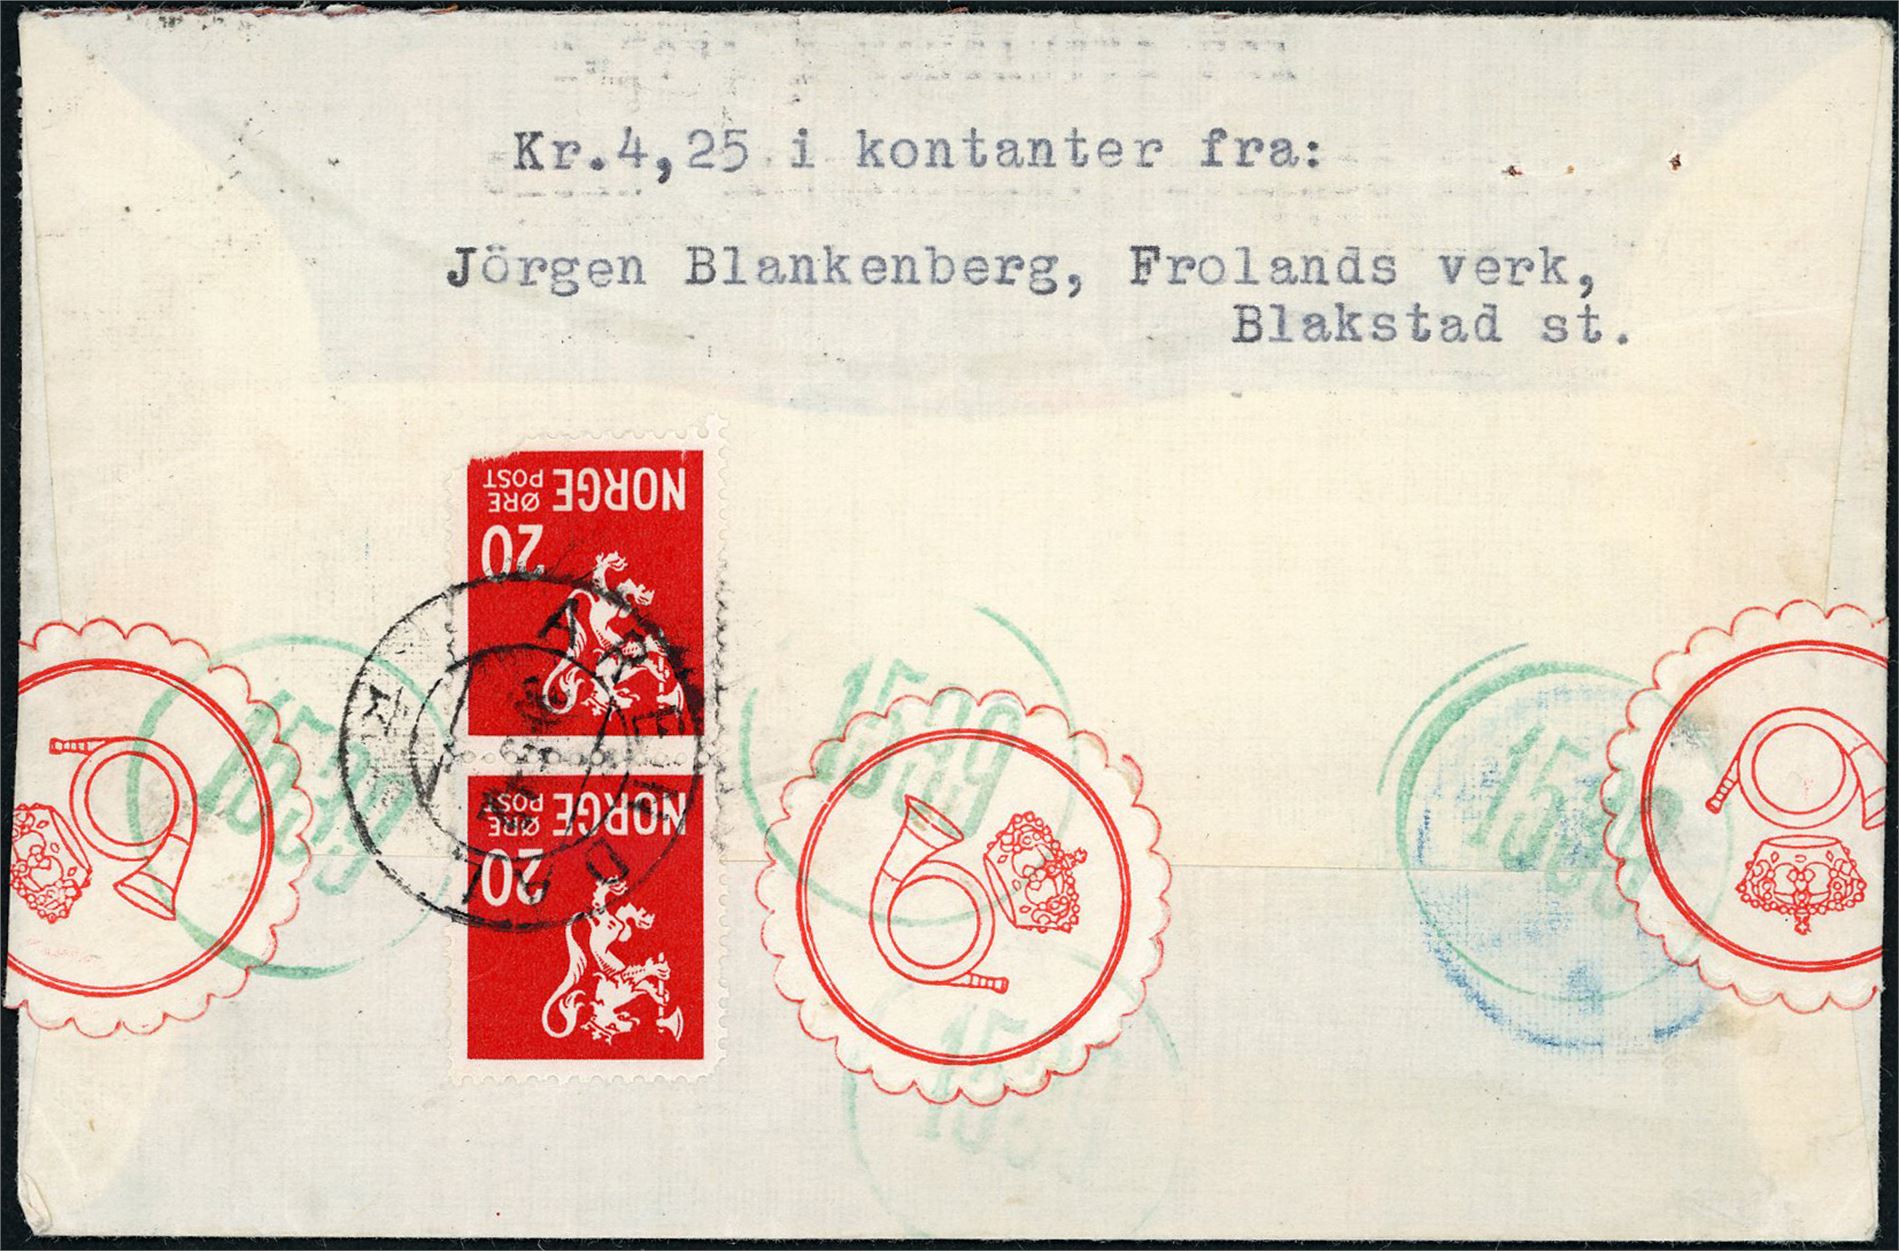 Kr.4,25 i kontanter fra:
Jörgen Blankenberg, Frolands verk,
Blakstad st.
NORGE POST
20 ØRE
NORGE POST
20 ØRE
ARENDAL